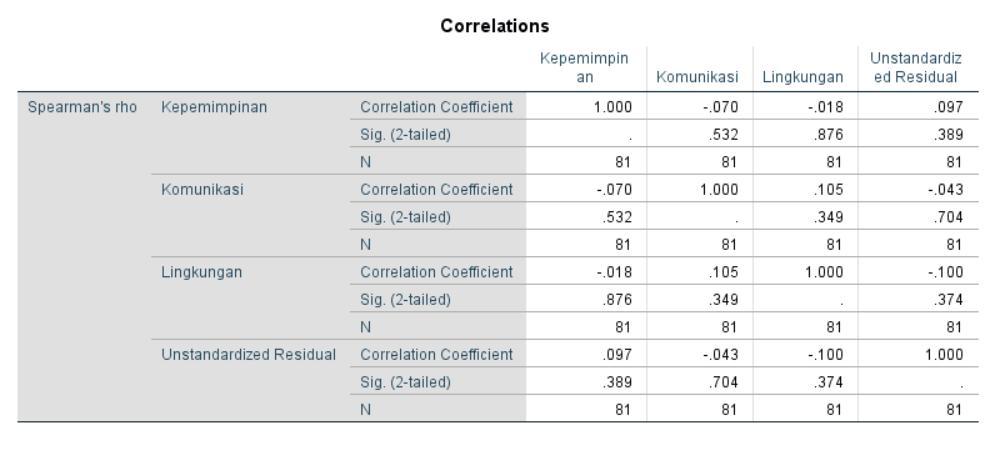 Correlations
Kepemimpin
an Komunikasi Lingkungan Unstandardiz
ed Residual
Spearman's rho Kepemimpinan Correlation Coefficient 1.000 -.070 -.018 .097
Sig. (2-tailed) . .532 .876 .389
N 81 81 81 81
Komunikasi Correlation Coefficient -.070 1.000 .105 -.043
Sig. (2-tailed) .532 . .349 .704
N 81 81 81 81
Lingkungan Correlation Coefficient -.018 .105 1.000 -.100
Sig. (2-tailed) .876 .349 . .374
N 81 81 81 81
Unstandardized Residual Correlation Coefficient .097 -.043 -.100 1.000
Sig. (2-tailed) .389 .704 .374 .
N 81 81 81 81